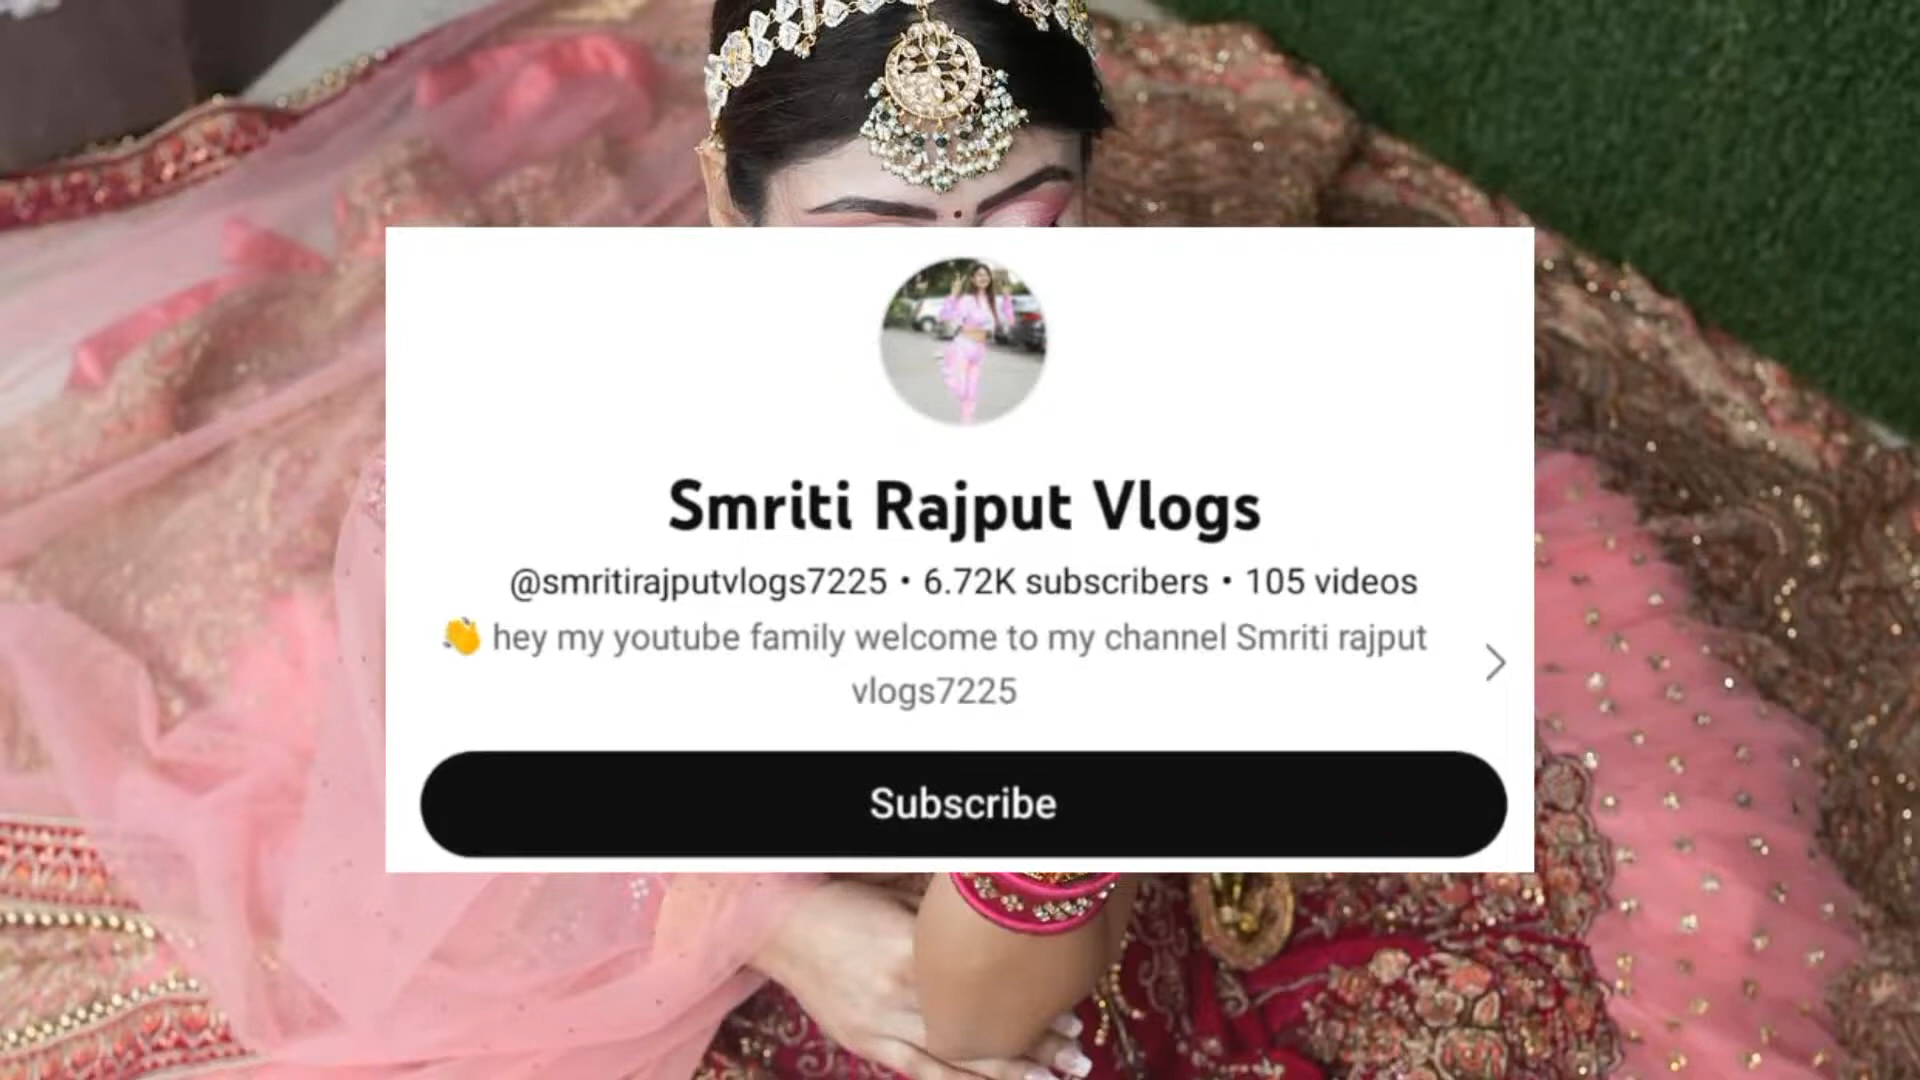 Smriti Rajput Vlogs
@smritirajputvlogs7225 • 6.72K subscribers • 105 videos
👋 hey my youtube family welcome to my channel Smriti rajput
vlogs7225
Subscribe